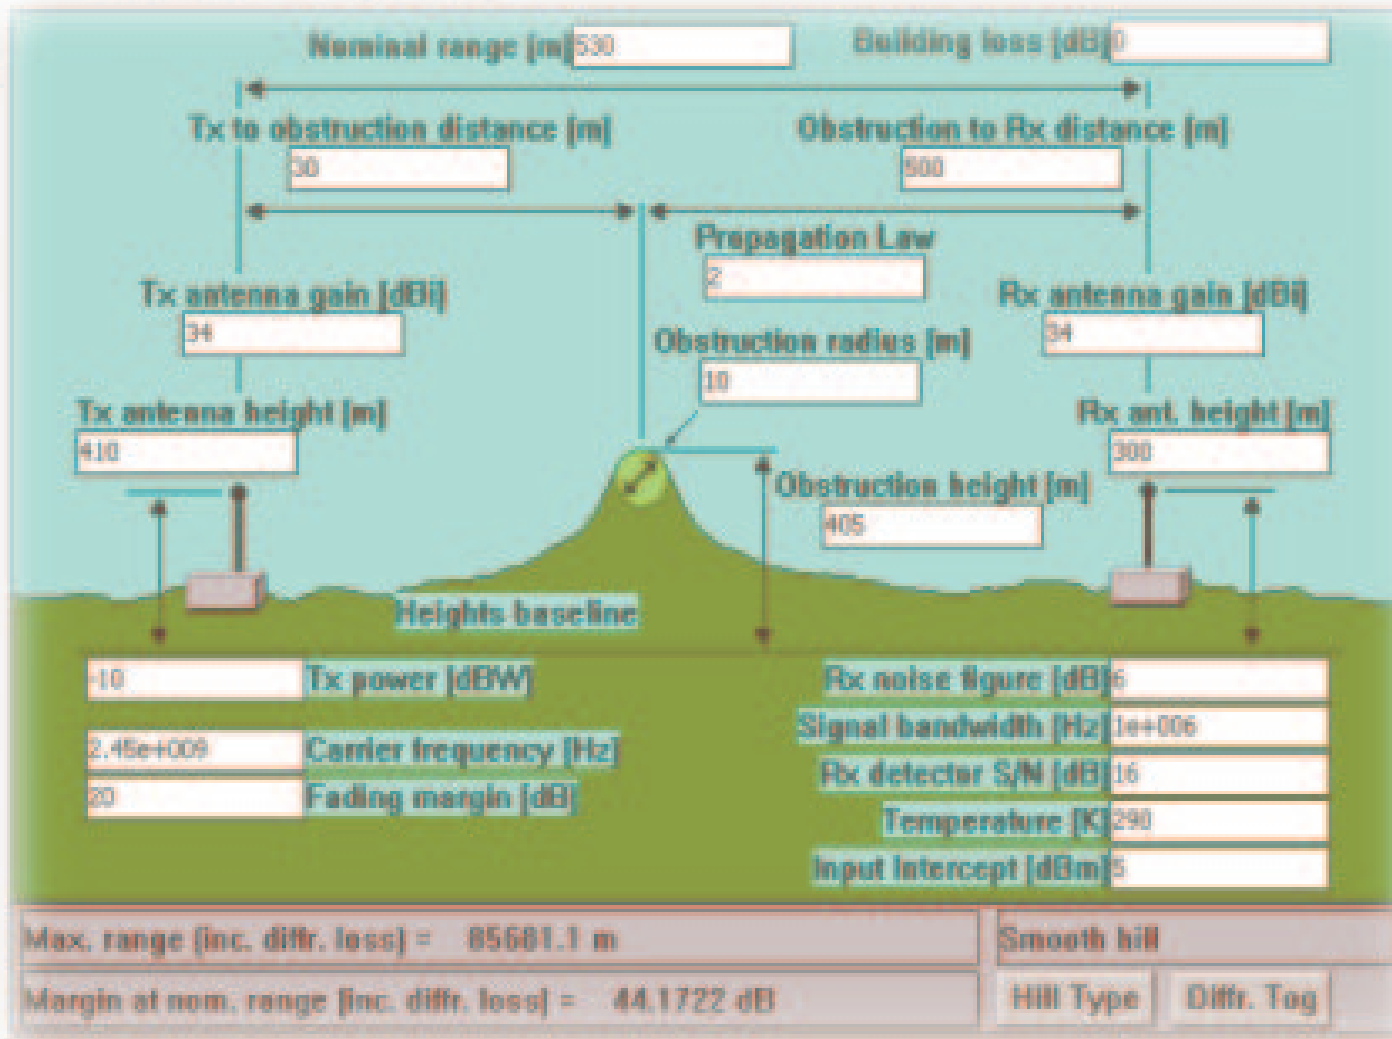 Nominal range [m] 530 Building loss [dB] 0
Tx to obstruction distance [m] Obstruction to Rx distance [m]
30 500
Propagation Law
2
Tx antenna gain [dBi] Rx antenna gain [dBi]
34 34
Obstruction radius [m]
10
Tx antenna height [m] Rx ant. height [m]
410 300
Obstruction height [m]
405
Heights baseline
-10 Tx power [dBW] Rx noise figure [dB] 6
Signal bandwidth [Hz] 1e+006
2.45e+009 Carrier frequency [Hz]
Rx detector S/N [dB] 16
20 Fading margin [dB]
Temperature [K] 290
Input Intercept [dBm] 5
Max. range (inc. diffr. loss) = 85681.1 m Smooth hill
Margin at nom. range (inc. diffr. loss) = 44.1722 dB Hill Type Diffr. Tog